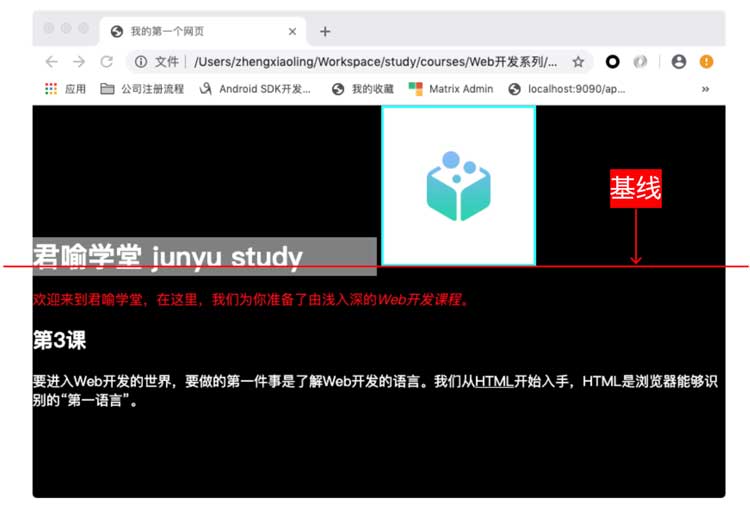 我的第一个网页
文件 /Users/zhengxiaoling/Workspace/study/courses/Web开发系列/...
应用 公司注册流程 Android SDK开发... 我的收藏 Matrix Admin localhost:9090/ap... »
基线
君喻学堂 junyu study
欢迎来到君喻学堂，在这里，我们为你准备了由浅入深的Web开发课程。
第3课
要进入Web开发的世界，要做的第一件事是了解Web开发的语言。我们从HTML开始入手，HTML是浏览器能够识
别的“第一语言”。